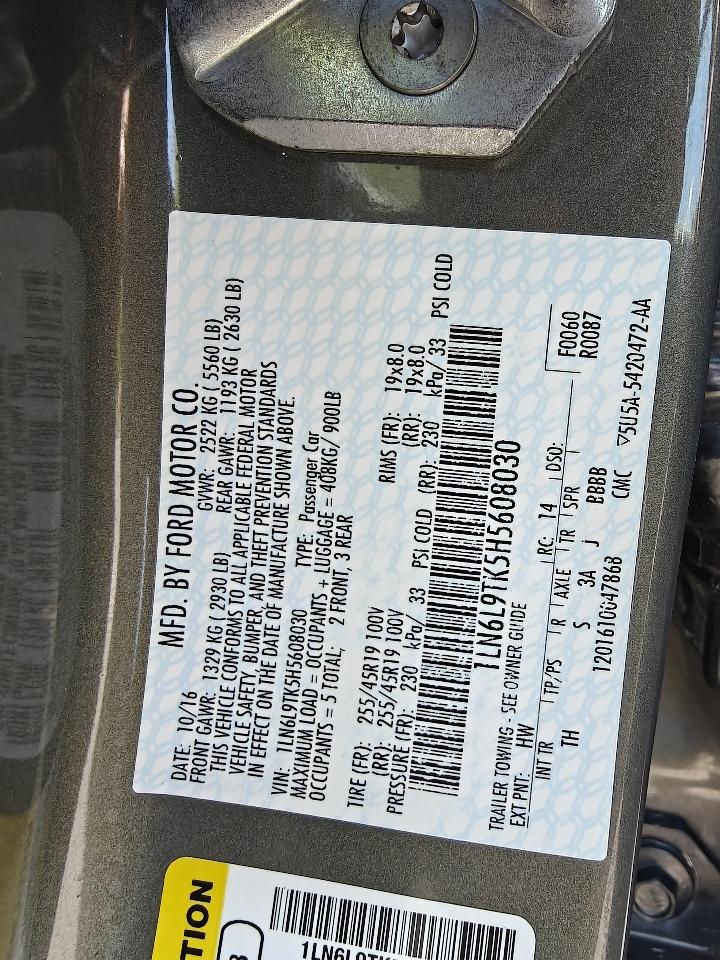 MFD. BY FORD MOTOR CO.
DATE: 10/16 GVWR: 2522 KG ( 5560 LB)
FRONT GAWR: 1329 KG ( 2930 LB) REAR GAWR: 1193 KG ( 2630 LB)
THIS VEHICLE CONFORMS TO ALL APPLICABLE FEDERAL MOTOR
VEHICLE SAFETY, BUMPER, AND THEFT PREVENTION STANDARDS
IN EFFECT ON THE DATE OF MANUFACTURE SHOWN ABOVE.
VIN: 1LN6L9TK5H5608030 TYPE: Passenger Car
MAXIMUM LOAD = OCCUPANTS + LUGGAGE = 408KG/ 900LB
OCCUPANTS = 5 TOTAL; 2 FRONT, 3 REAR
TIRE (FR): 255/45R19 100V RIMS (FR): 19x8.0
(RR): 255/45R19 100V (RR): 19x8.0
PRESSURE (FR): 230 kPa/ 33 PSI COLD (RR): 230 kPa/ 33 PSI COLD
1LN6L9TK5H5608030
TRAILER TOWING - SEE OWNER GUIDE
EXT PNT: HW RC: 14 DSO:
INT TR TP/PS R AXLE TR SPR F0060
TH S 3A J BBBB R0087
1201610047868 CMC ▽5U5A-5420472-AA
TION